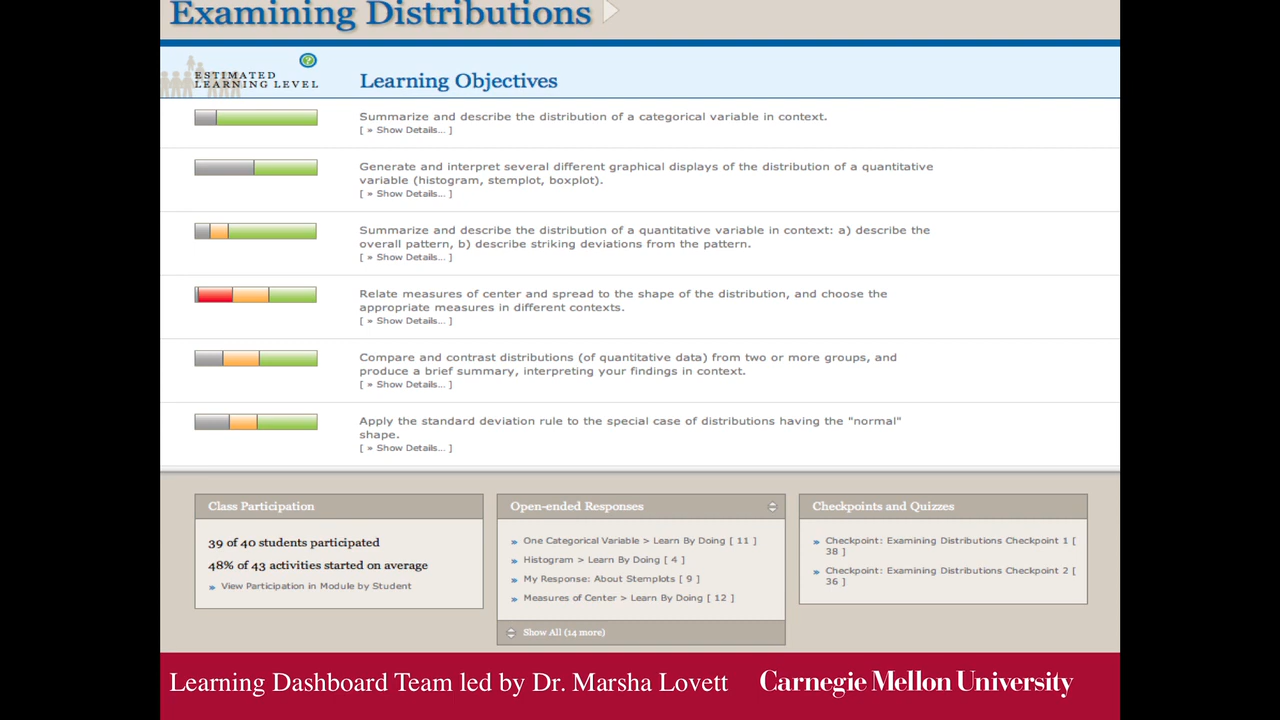 Examining Distributions
ESTIMATED
LEARNING LEVEL
Learning Objectives
Summarize and describe the distribution of a categorical variable in context.
[ » Show Details... ]
Generate and interpret several different graphical displays of the distribution of a quantitative
variable (histogram, stemplot, boxplot).
[ » Show Details... ]
Summarize and describe the distribution of a quantitative variable in context: a) describe the
overall pattern, b) describe striking deviations from the pattern.
[ » Show Details... ]
Relate measures of center and spread to the shape of the distribution, and choose the
appropriate measures in different contexts.
[ » Show Details... ]
Compare and contrast distributions (of quantitative data) from two or more groups, and
produce a brief summary, interpreting your findings in context.
[ » Show Details... ]
Apply the standard deviation rule to the special case of distributions having the "normal"
shape.
[ » Show Details... ]
Class Participation
39 of 40 students participated
48% of 43 activities started on average
» View Participation in Module by Student
Open-ended Responses
» One Categorical Variable > Learn By Doing [ 11 ]
» Histogram > Learn By Doing [ 4 ]
» My Response: About Stemplots [ 9 ]
» Measures of Center > Learn By Doing [ 12 ]
Show All (14 more)
Checkpoints and Quizzes
» Checkpoint: Examining Distributions Checkpoint 1 [
38 ]
» Checkpoint: Examining Distributions Checkpoint 2 [
36 ]
Learning Dashboard Team led by Dr. Marsha Lovett
Carnegie Mellon University